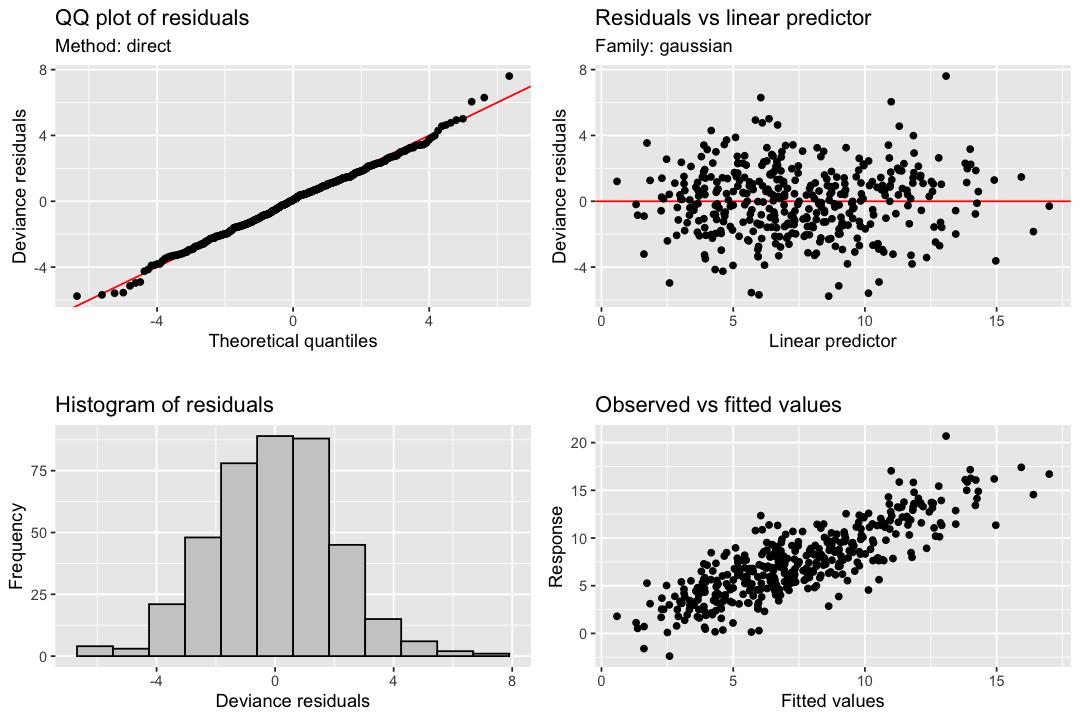 QQ plot of residuals
Method: direct
8
4
0
-4
-4
0
4
Deviance residuals
Theoretical quantiles
Residuals vs linear predictor
Family: gaussian
8
4
0
-4
0
5
10
15
Deviance residuals
Linear predictor
Histogram of residuals
75
50
25
0
-4
0
4
8
Frequency
Deviance residuals
Observed vs fitted values
20
15
10
5
0
0
5
10
15
Response
Fitted values